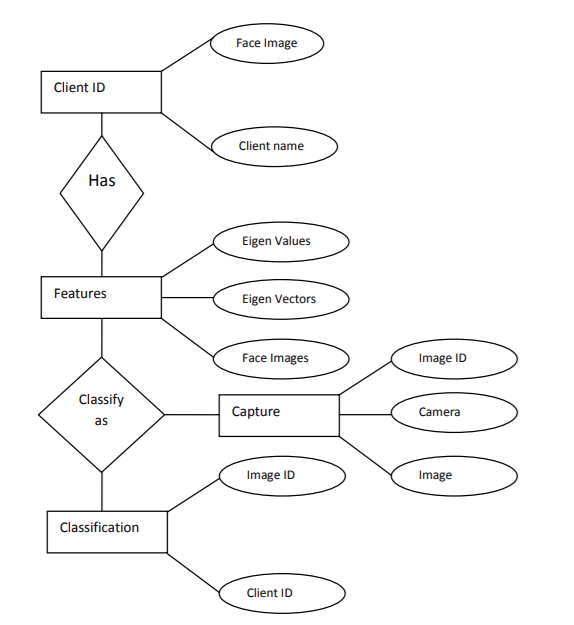 Face Image
Client ID
Client name
Has
Eigen Values
Features
Eigen Vectors
Face Images
Image ID
Classify
as
Capture
Camera
Image ID
Image
Classification
Client ID